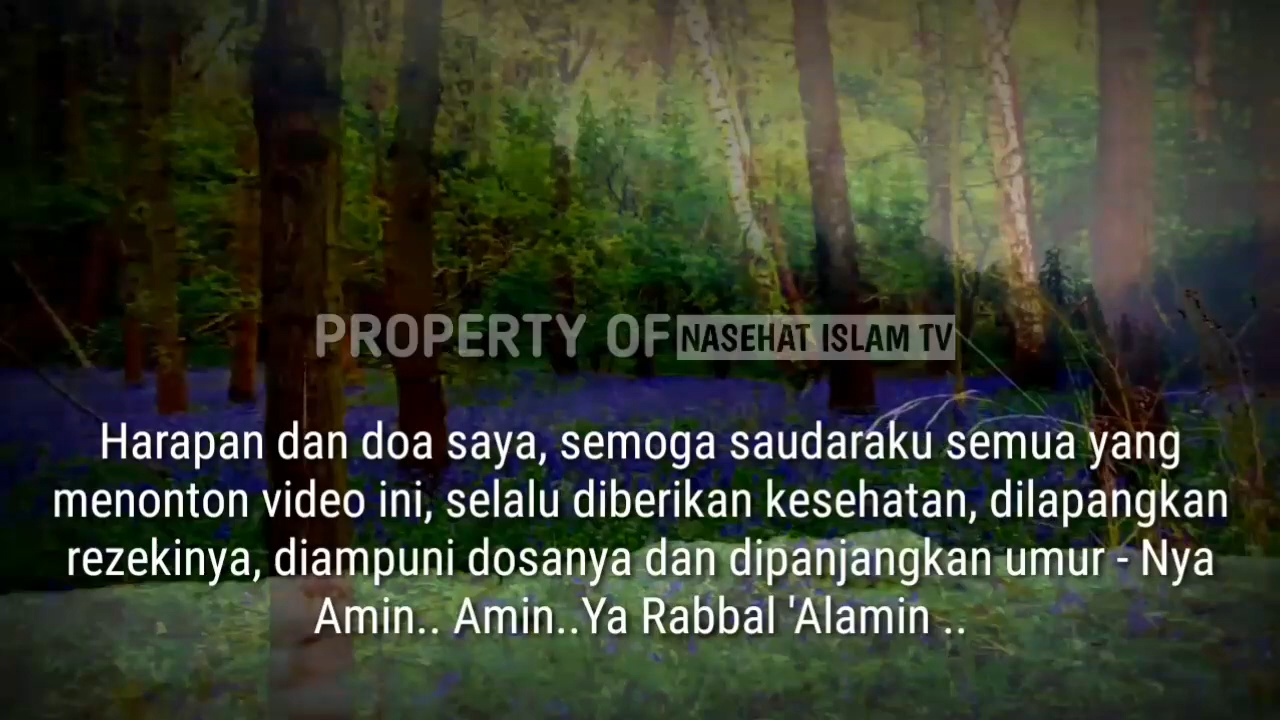 PROPERTY OF NASEHAT ISLAM TV
Harapan dan doa saya, semoga saudaraku semua yang
menonton video ini, selalu diberikan kesehatan, dilapangkan
rezekinya, diampuni dosanya dan dipanjangkan umur - Nya
Amin.. Amin..Ya Rabbal 'Alamin ..